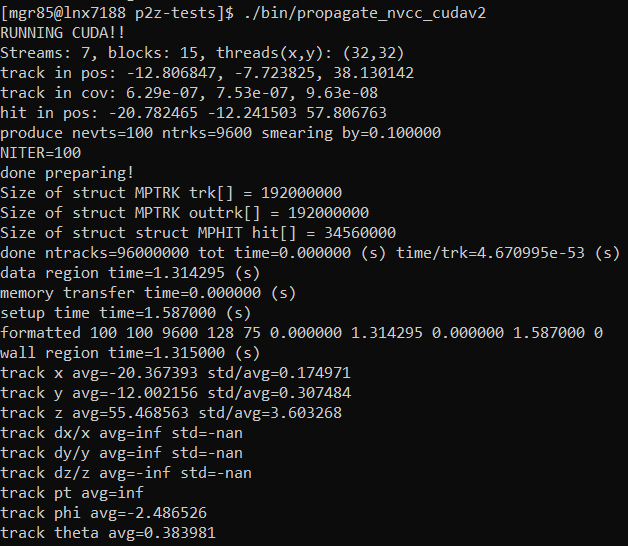 [mgr85@lnx7188 p2z-tests]$ ./bin/propagate_nvcc_cudav2
RUNNING CUDA!!
Streams: 7, blocks: 15, threads(x,y): (32,32)
track in pos: -12.806847, -7.723825, 38.130142
track in cov: 6.29e-07, 7.53e-07, 9.63e-08
hit in pos: -20.782465 -12.241503 57.806763
produce nevts=100 ntrks=9600 smearing by=0.100000
NITER=100
done preparing!
Size of struct MPTRK trk[] = 192000000
Size of struct MPTRK outtrk[] = 192000000
Size of struct struct MPHIT hit[] = 34560000
done ntracks=96000000 tot time=0.000000 (s) time/trk=4.670995e-53 (s)
data region time=1.314295 (s)
memory transfer time=0.000000 (s)
setup time time=1.587000 (s)
formatted 100 100 9600 128 75 0.000000 1.314295 0.000000 1.587000 0
wall region time=1.315000 (s)
track x avg=-20.367393 std/avg=0.174971
track y avg=-12.002156 std/avg=0.307484
track z avg=55.468563 std/avg=3.603268
track dx/x avg=inf std=-nan
track dy/y avg=inf std=-nan
track dz/z avg=-inf std=-nan
track pt avg=inf
track phi avg=-2.486526
track theta avg=0.383981